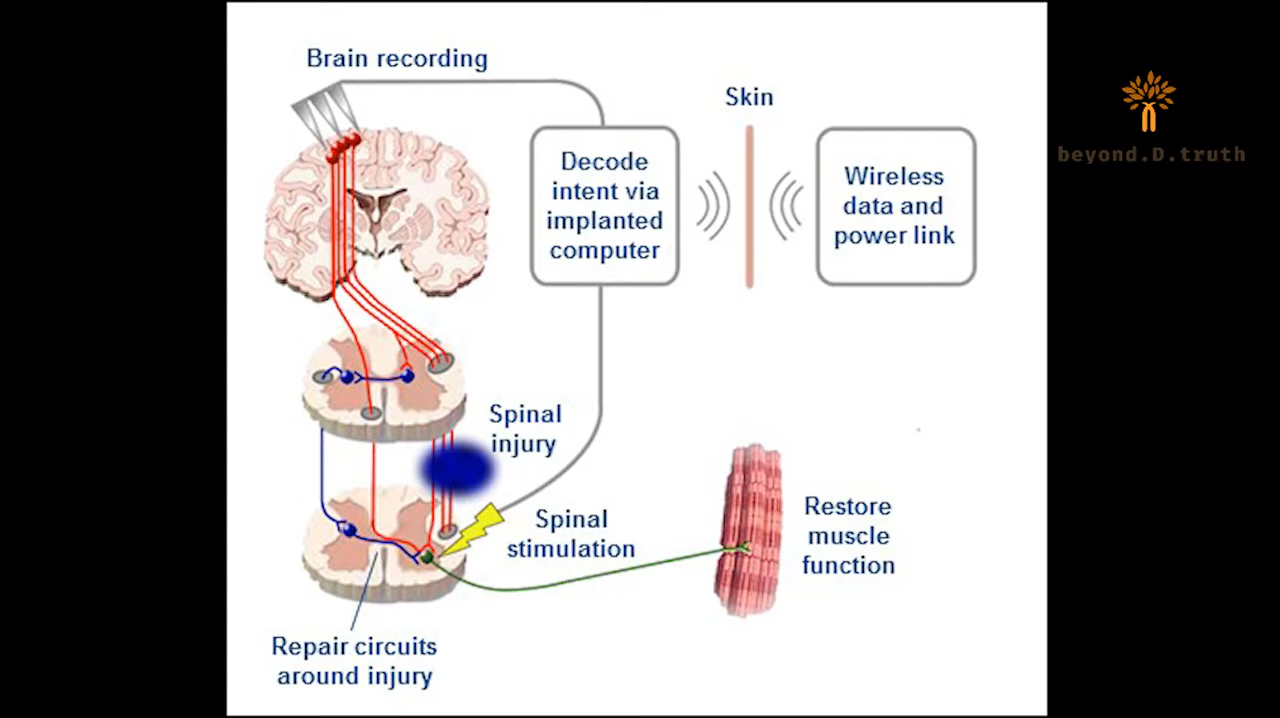 Brain recording
Skin
beyond.D.truth
Decode
intent via
implanted
computer
Wireless
data and
power link
Spinal
injury
Spinal
stimulation
Restore
muscle
function
Repair circuits
around injury